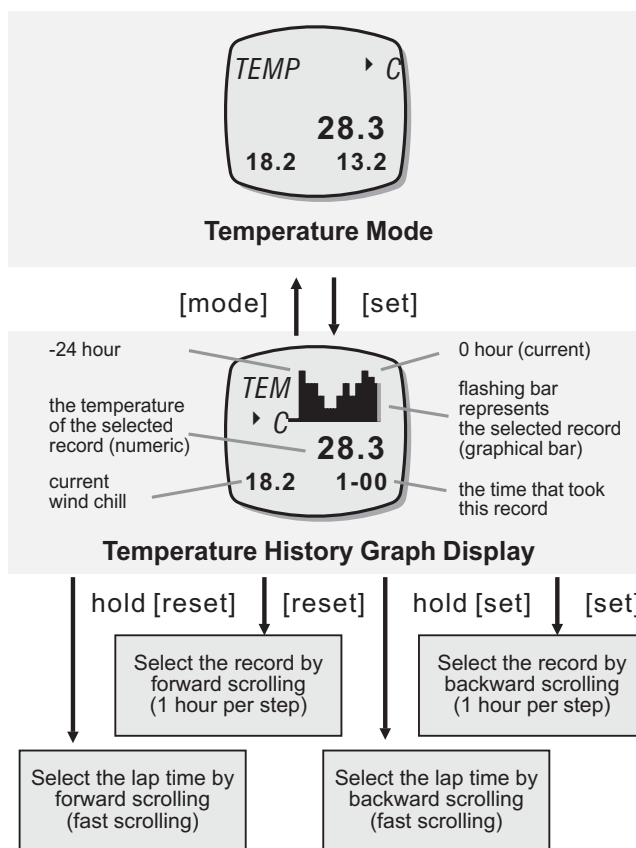 TEMP C
28.3
18.2 13.2
Temperature Mode
[mode] [set]
-24 hour
0 hour (current)
TEM
C
the temperature
of the selected
record (numeric)
flashing bar
represents
the selected record
(graphical bar)
28.3
current
wind chill
18.2 1-00
the time that took
this record
Temperature History Graph Display
hold [reset] [reset] hold [set] [set]
Select the record by
forward scrolling
(1 hour per step)
Select the record by
backward scrolling
(1 hour per step)
Select the lap time by
forward scrolling
(fast scrolling)
Select the lap time by
backward scrolling
(fast scrolling)